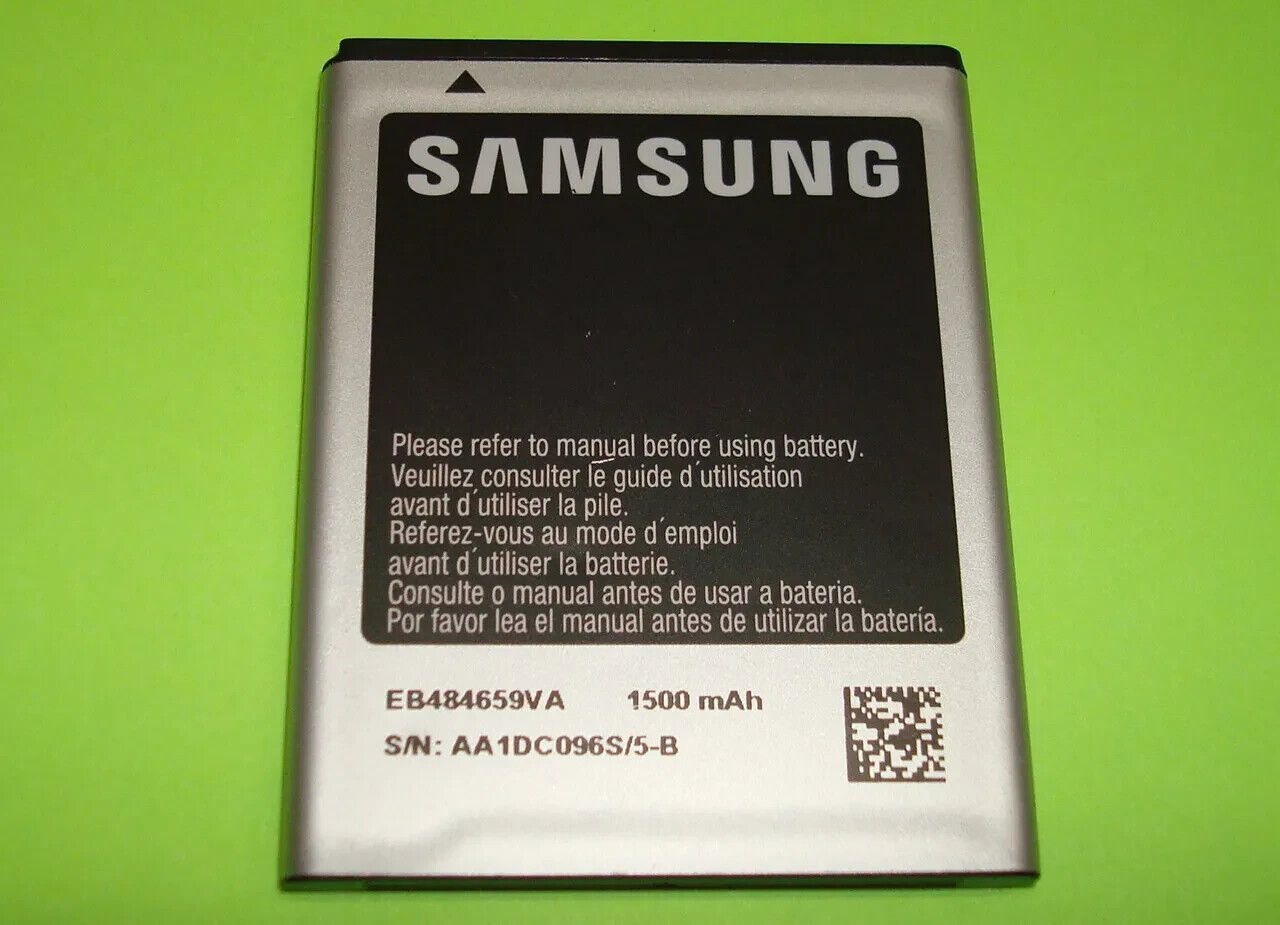 SAMSUNG
Please refer to manual before using battery.
Veuillez consulter le guide d´utilisation
avant d´utiliser la pile.
Referez-vous au mode d´emploi
avant d´utiliser la batterie.
Consulte o manual antes de usar a bateria.
Por favor lea el manual antes de utilizar la batería.
EB484659VA 1500 mAh
S/N: AA1DC096S/5-B